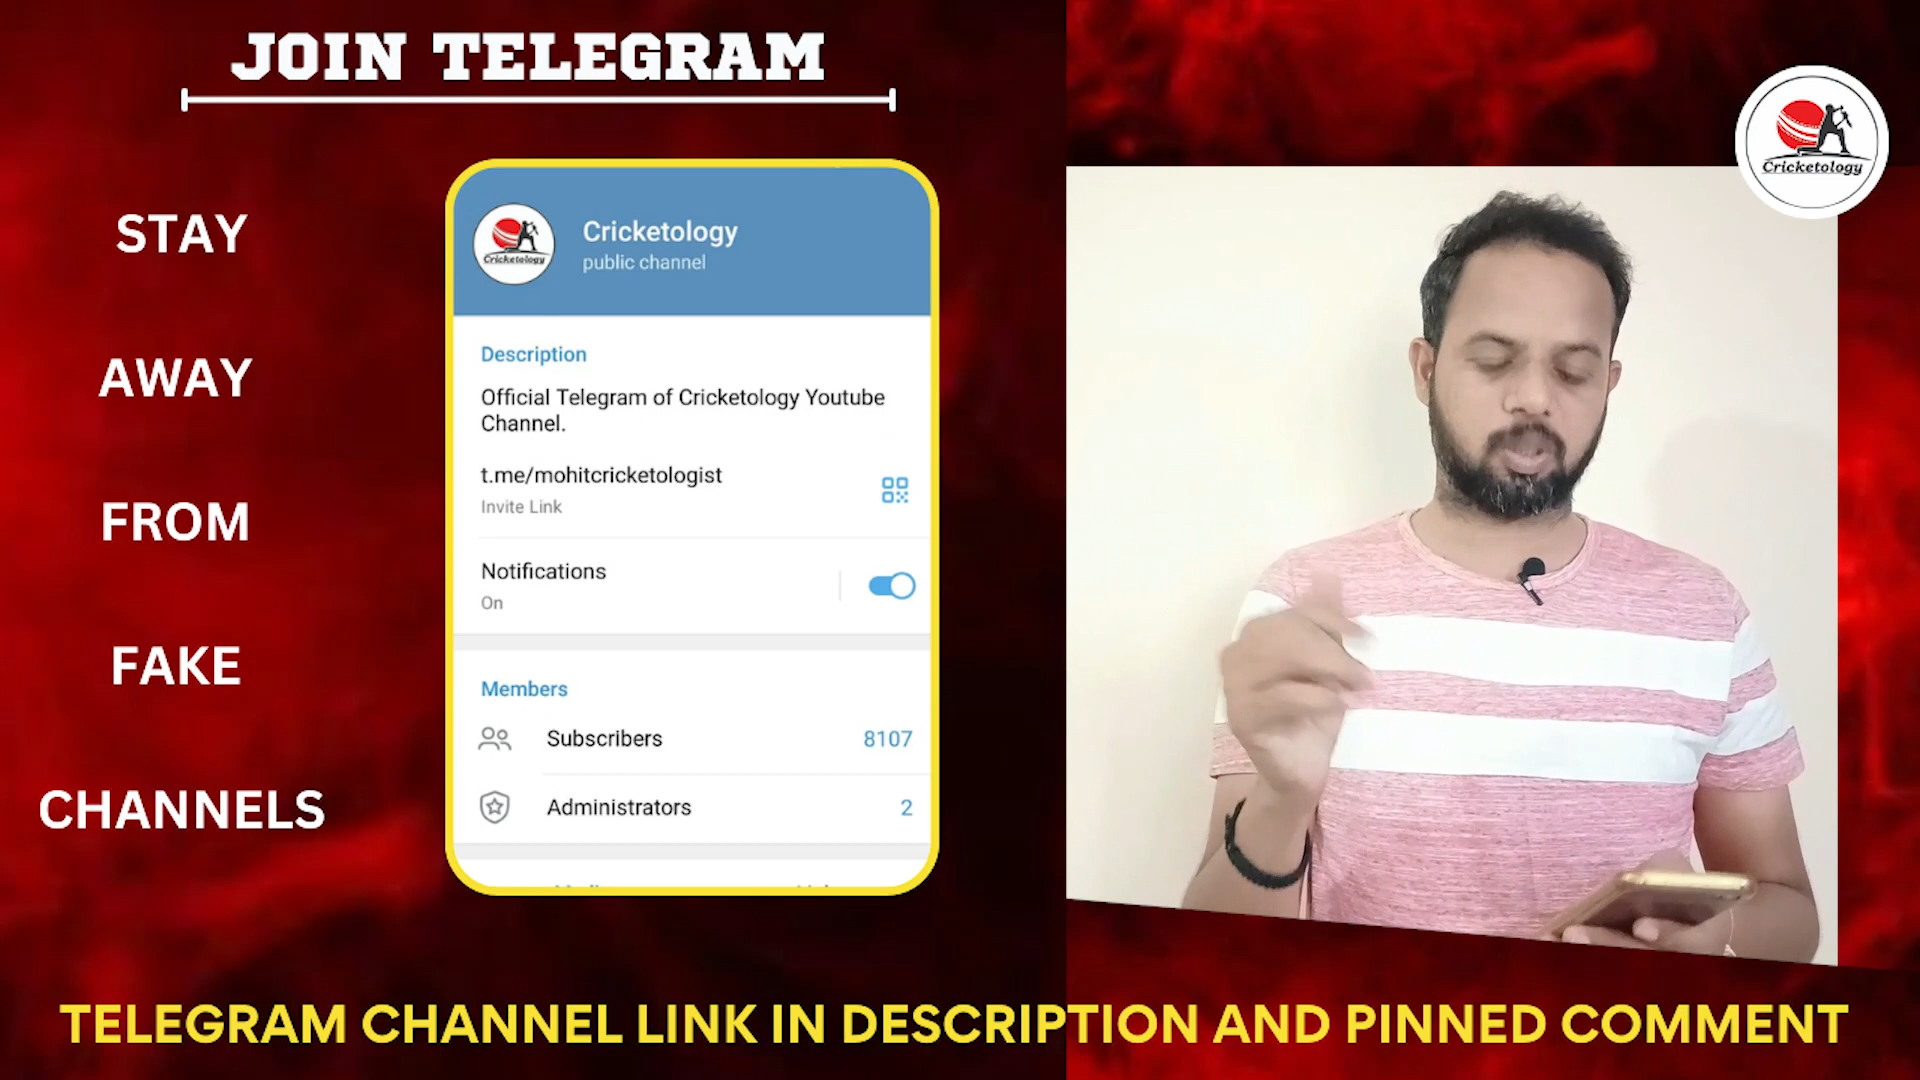 JOIN TELEGRAM
STAY
AWAY
FROM
FAKE
CHANNELS
Cricketology
Cricketology
public channel
Description
Official Telegram of Cricketology Youtube
Channel.
t.me/mohitcricketologist
Invite Link
Notifications
On
Members
Subscribers 8107
Administrators 2
Cricketology
TELEGRAM CHANNEL LINK IN DESCRIPTION AND PINNED COMMENT